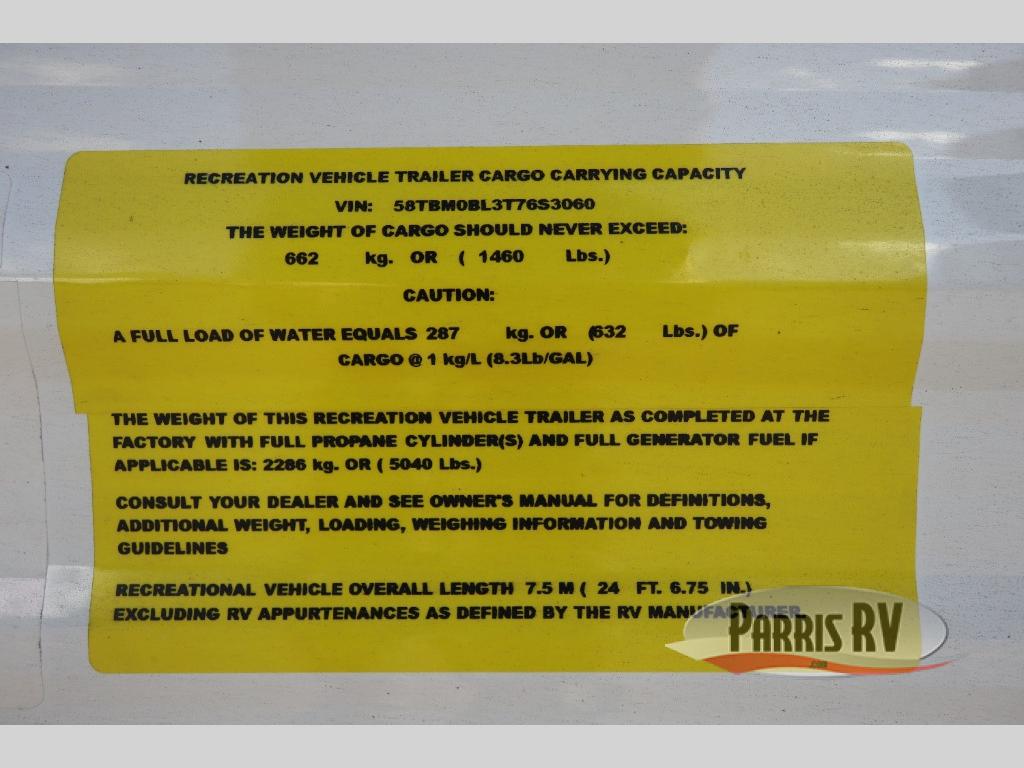 RECREATION VEHICLE TRAILER CARGO CARRYING CAPACITY
VIN: 58TBM0BL3T76S3060
THE WEIGHT OF CARGO SHOULD NEVER EXCEED:
662 kg. OR ( 1460 Lbs.)
CAUTION:
A FULL LOAD OF WATER EQUALS 287 kg. OR (632 Lbs.) OF
CARGO @ 1 kg/L (8.3Lb/GAL)
THE WEIGHT OF THIS RECREATION VEHICLE TRAILER AS COMPLETED AT THE
FACTORY WITH FULL PROPANE CYLINDER(S) AND FULL GENERATOR FUEL IF
APPLICABLE IS: 2286 kg. OR ( 5040 Lbs.)
CONSULT YOUR DEALER AND SEE OWNER'S MANUAL FOR DEFINITIONS,
ADDITIONAL WEIGHT, LOADING, WEIGHING INFORMATION AND TOWING
GUIDELINES
RECREATIONAL VEHICLE OVERALL LENGTH 7.5 M ( 24 FT. 6.75 IN.)
EXCLUDING RV APPURTENANCES AS DEFINED BY THE RV MANUFACTURER
PARRIS RV
.com